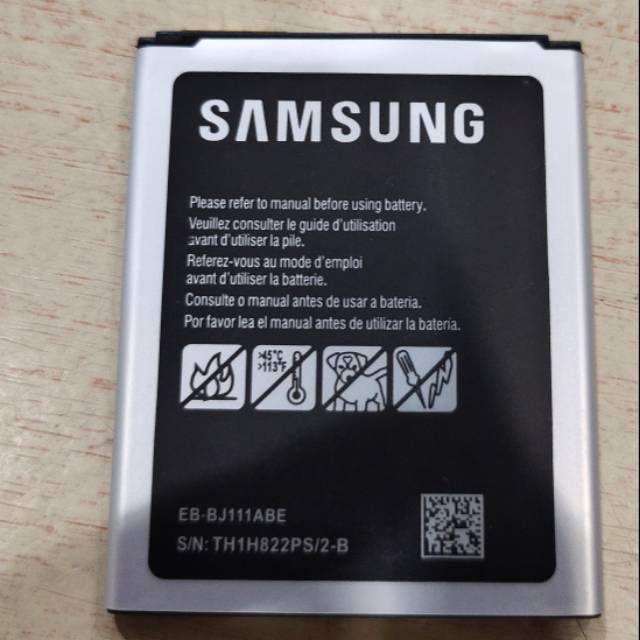 SAMSUNG
Please refer to manual before using battery.
Veuillez consulter le guide d'utilisation
avant d'utiliser la pile.
Referez-vous au mode d'emploi
avant d'utiliser la batterie.
Consulte o manual antes de usar a bateria.
Por favor lea el manual antes de utilizar la batería.
>45°C
>113°F
EB-BJ111ABE
S/N: TH1H822PS/2-B